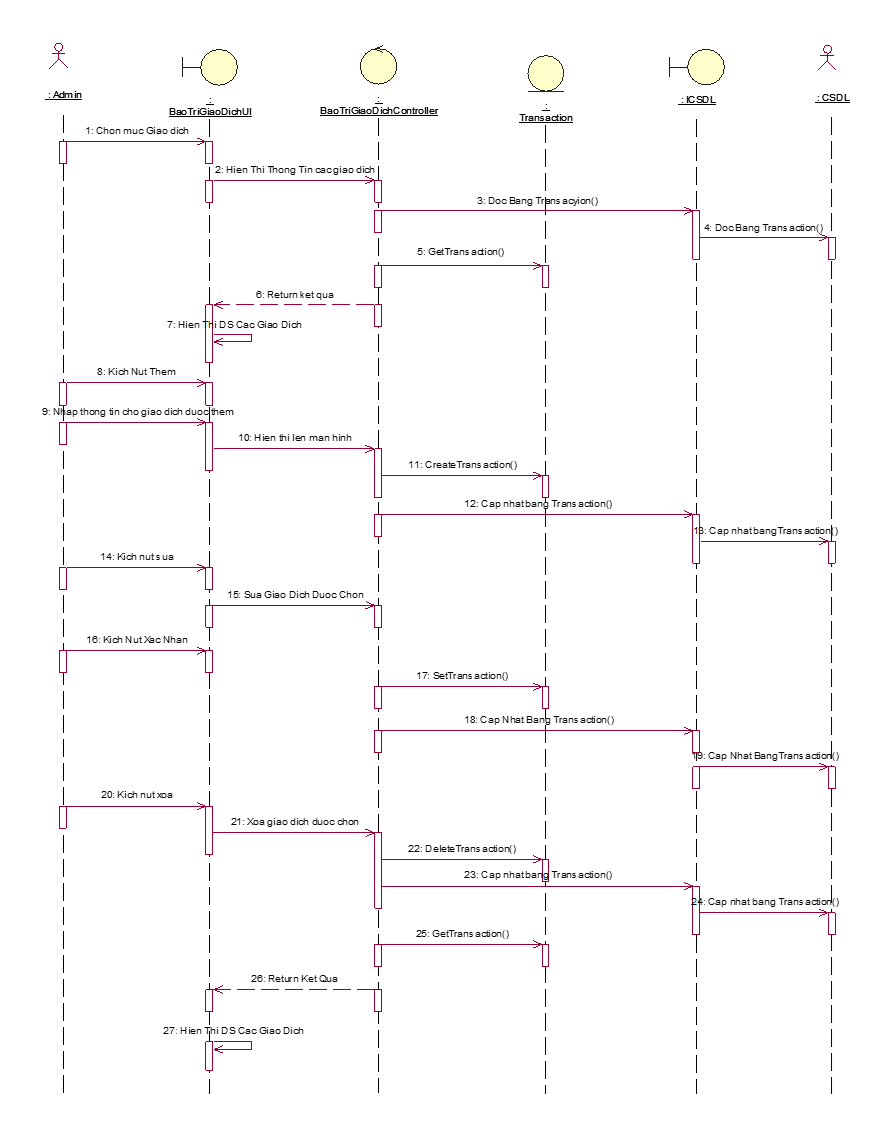 : Admin
:
BaoTriGiaoDichUI
:
BaoTriGiaoDichController
:
Transaction
: ICSDL
: CSDL
1: Chon muc Giao dich
2: Hien Thi Thong Tin cac giao dich
3: Doc Bang Trans acyion()
4: Doc Bang Trans action()
5: GetTrans action()
6: Return ket qua
7: Hien Thi DS Cac Giao Dich
8: Kich Nut Them
9: Nhap thong tin cho giao dich duoc them
10: Hien thi len man hinh
11: CreateTrans action()
12: Cap nhat bang Trans action()
13: Cap nhat bang Trans action()
14: Kich nut s ua
15: Sua Giao Dich Duoc Chon
16: Kich Nut Xac Nhan
17: SetTrans action()
18: Cap Nhat Bang Trans action()
19: Cap Nhat Bang Trans action()
20: Kich nut xoa
21: Xoa giao dich duoc chon
22: DeleteTrans action()
23: Cap nhat bang Trans action()
24: Cap nhat bang Trans action()
25: GetTrans action()
26: Return Ket Qua
27: Hien Thi DS Cac Giao Dich